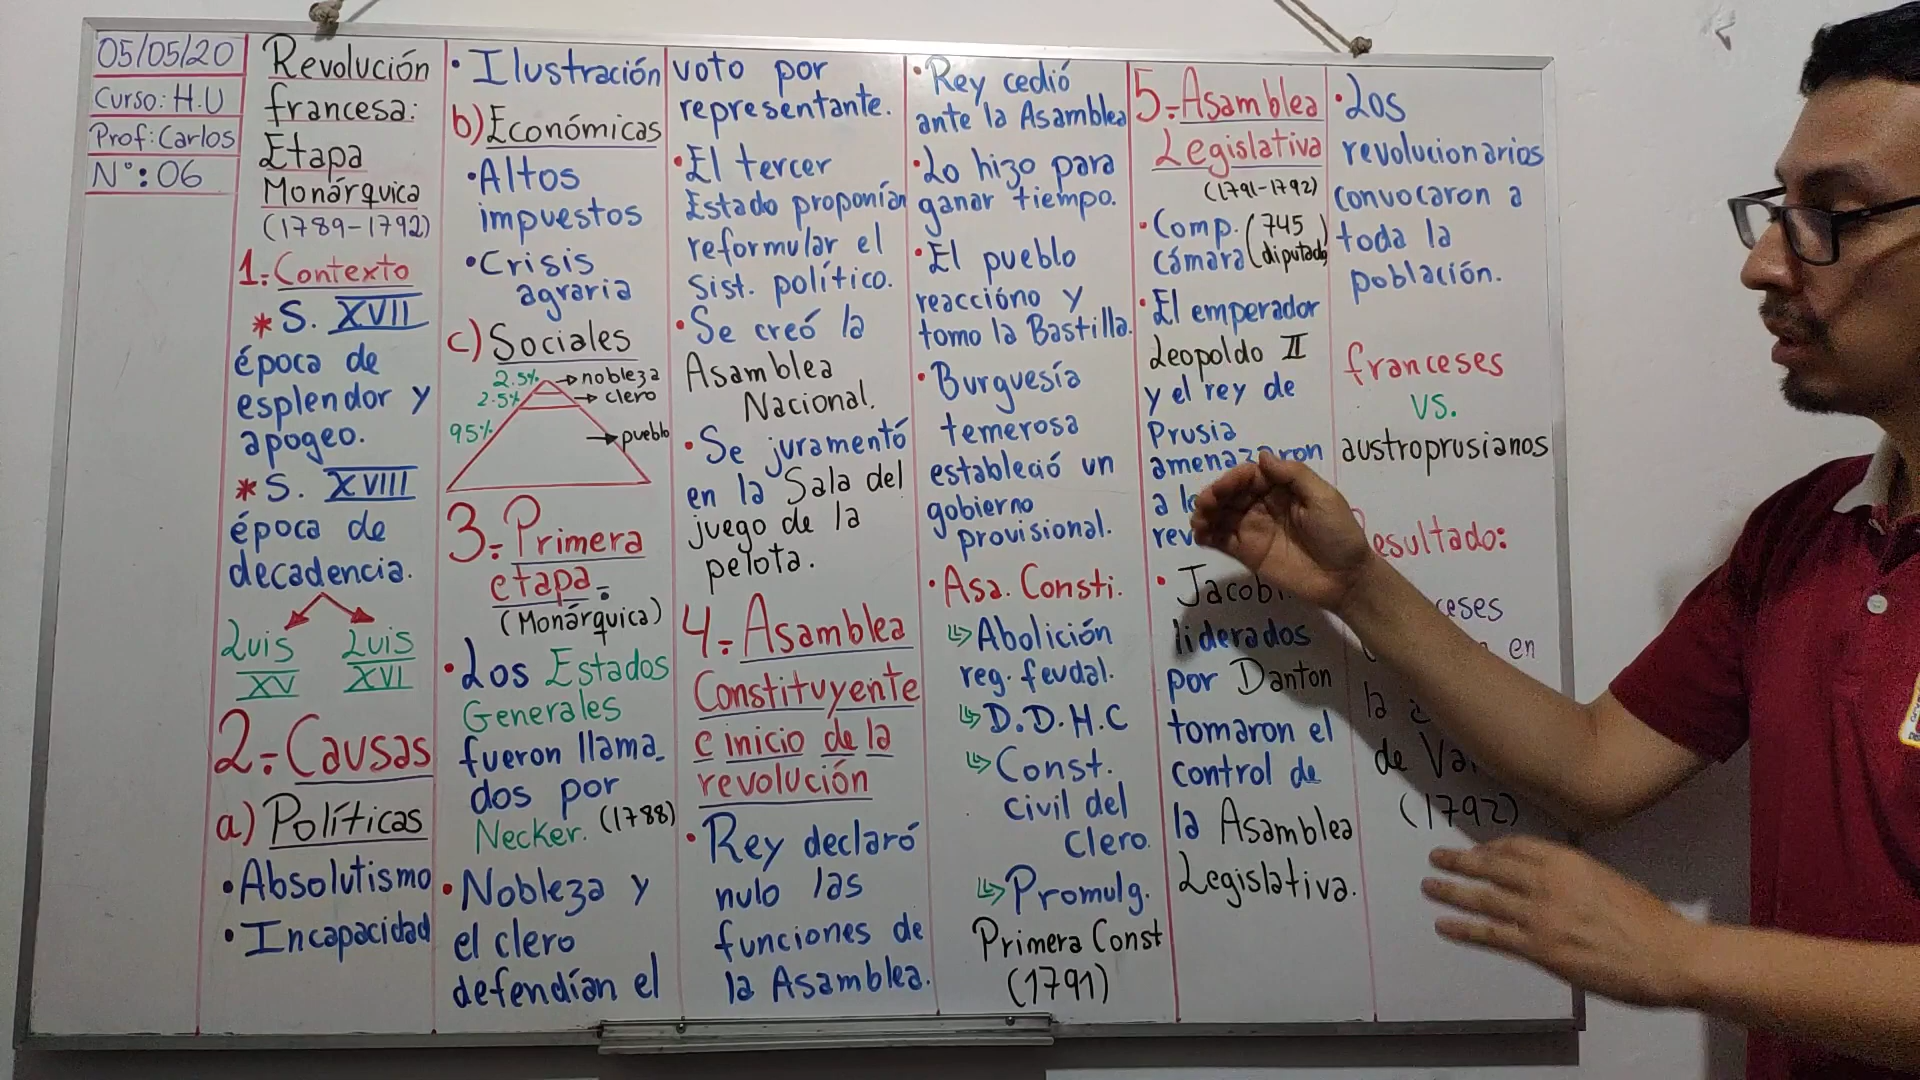 05/05/20
Curso: H.U
Prof: Carlos
N°: 06
Revolución
francesa:
Etapa
Monárquica
(1789-1792)
1.- Contexto
* S. XVII
época de
esplendor y
apogeo.
* S. XVIII
época de
decadencia.
Luis Luis
XV XVI
2.- Causas
a) Políticas
• Absolutismo
• Incapacidad
• Ilustración
b) Económicas
• Altos
impuestos
• Crisis
agraria
c) Sociales
2.5% → nobleza
2.5% → clero
95% → pueblo
3.- Primera
etapa:
(Monárquica)
• Los Estados
Generales
fueron llama-
dos por
Necker. (1788)
• Nobleza y
el clero
defendían el
voto por
representante.
• El tercer
Estado proponían
reformular el
sist. político.
• Se creó la
Asamblea
Nacional.
• Se juramentó
en la Sala del
juego de la
pelota.
4.- Asamblea
Constituyente
e inicio de la
revolución
• Rey declaró
nulo las
funciones de
la Asamblea.
• Rey cedió
ante la Asamblea
• Lo hizo para
ganar tiempo.
• El pueblo
reaccióno y
tomo la Bastilla.
• Burguesía
temerosa
estableció un
gobierno
provisional.
• Asa. Consti.
↳ Abolición
reg. feudal.
↳ D.D.H.C
↳ Const.
civil del
Clero.
↳ Promulg.
Primera Const
(1791)
5.- Asamblea
Legislativa
(1791-1792)
• Comp. (745
cámara diputado)
• El emperador
Leopoldo II
y el rey de
Prusia
amenazaron
a
rev
• Jacob
liderados
por Danton
tomaron el
control de
la Asamblea
Legislativa.
• Los
revolucionarios
convocaron a
toda la
población.
franceses
vs.
austroprusianos
esultado:
ceses
en
la
de Va
(1792)